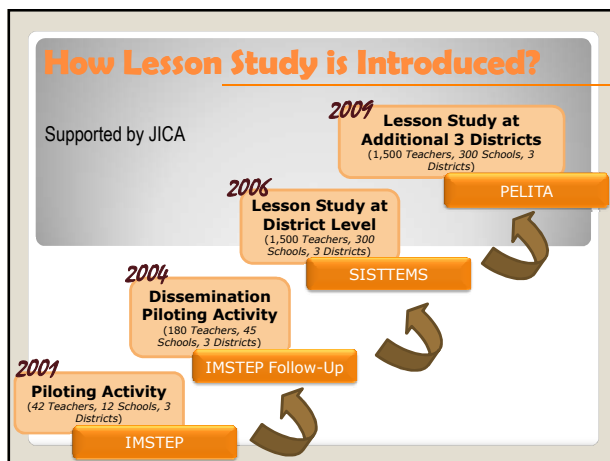 How Lesson Study is Introduced?
Supported by JICA
2009
Lesson Study at
Additional 3 Districts
(1,500 Teachers, 300 Schools, 3
Districts)
PELITA
2006
Lesson Study at
District Level
(1,500 Teachers, 300
Schools, 3 Districts)
SISTTEMS
2004
Dissemination
Piloting Activity
(180 Teachers, 45
Schools, 3 Districts)
IMSTEP Follow-Up
2001
Piloting Activity
(42 Teachers, 12 Schools, 3
Districts)
IMSTEP